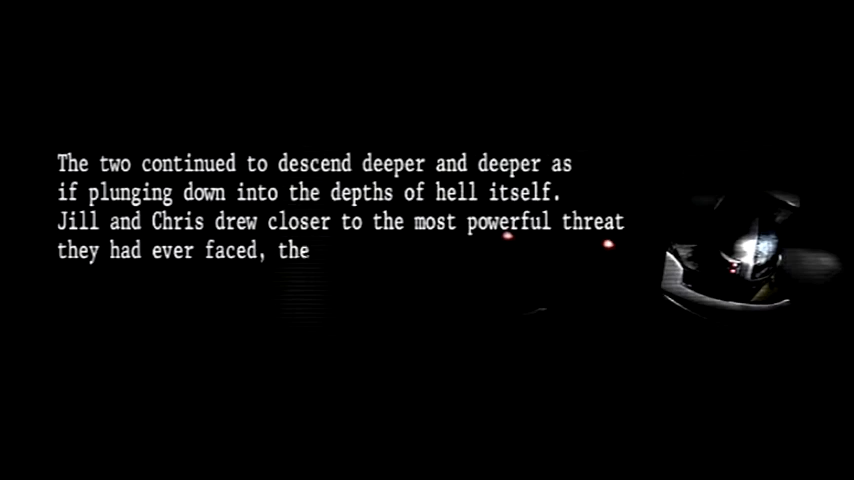 The two continued to descend deeper and deeper as
if plunging down into the depths of hell itself.
Jill and Chris drew closer to the most powerful threat
they had ever faced, the